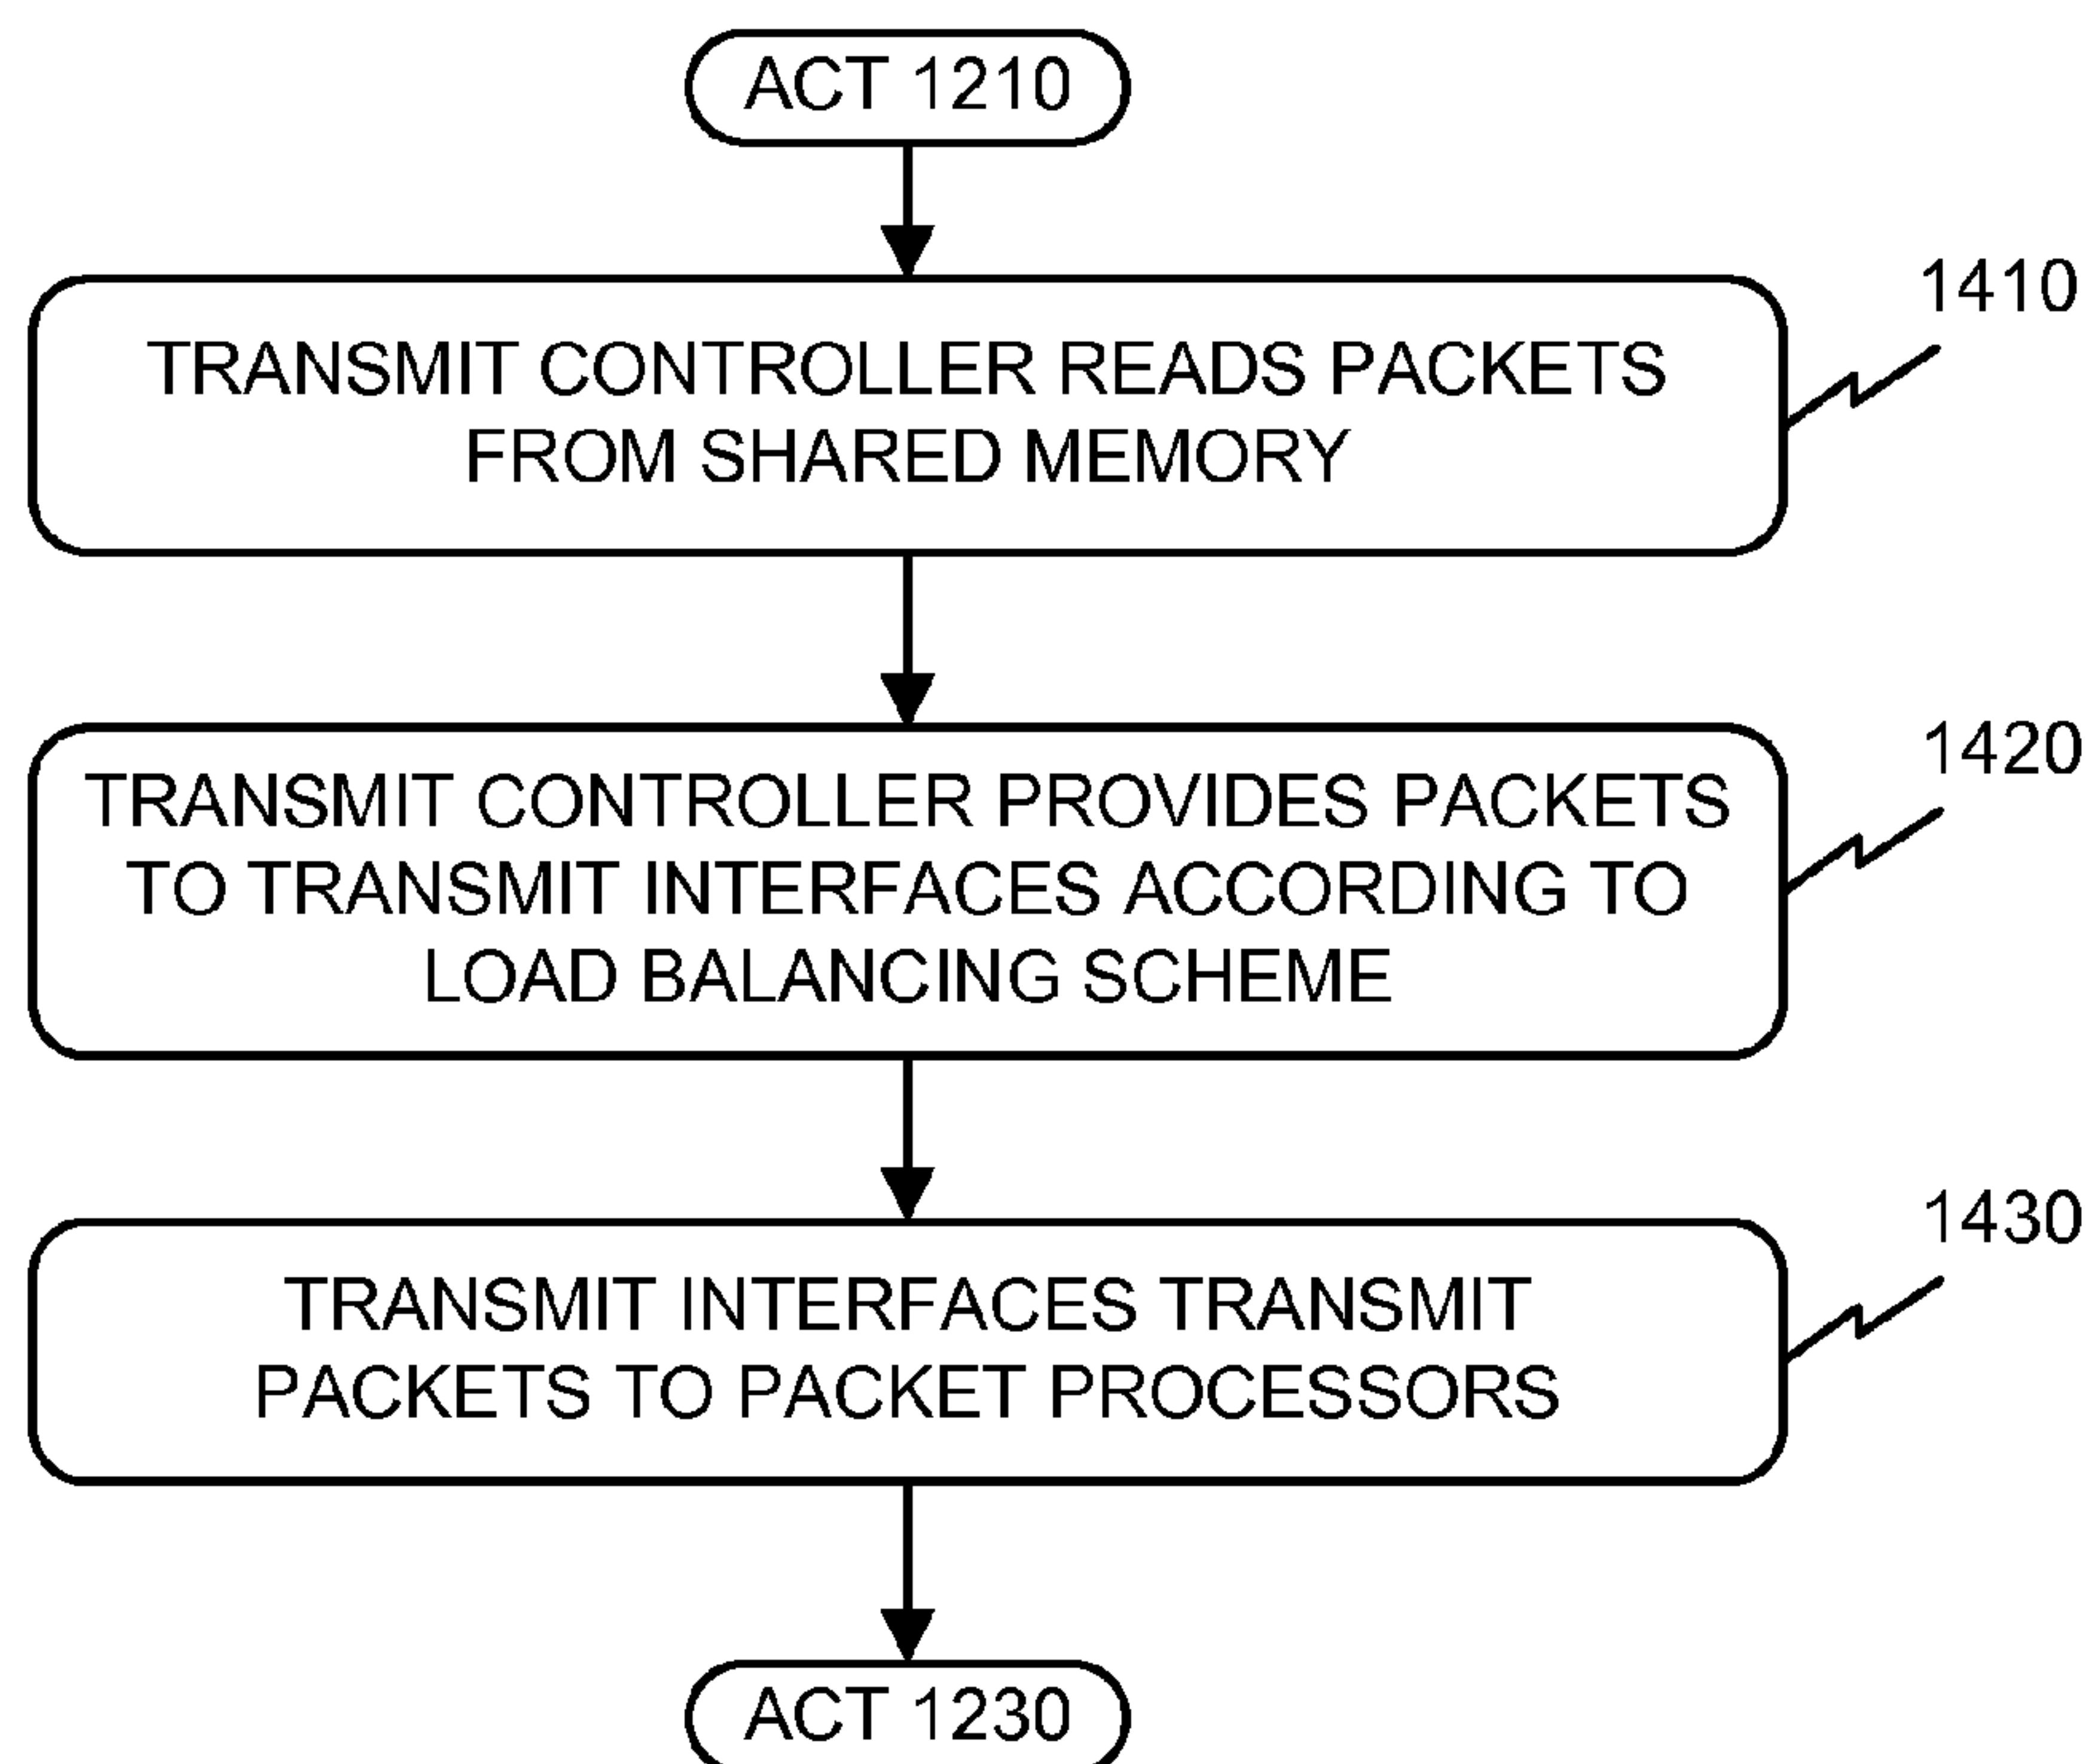 ACT 1210
1410
TRANSMIT CONTROLLER READS PACKETS
FROM SHARED MEMORY
1420
TRANSMIT CONTROLLER PROVIDES PACKETS
TO TRANSMIT INTERFACES ACCORDING TO
LOAD BALANCING SCHEME
1430
TRANSMIT INTERFACES TRANSMIT
PACKETS TO PACKET PROCESSORS
ACT 1230